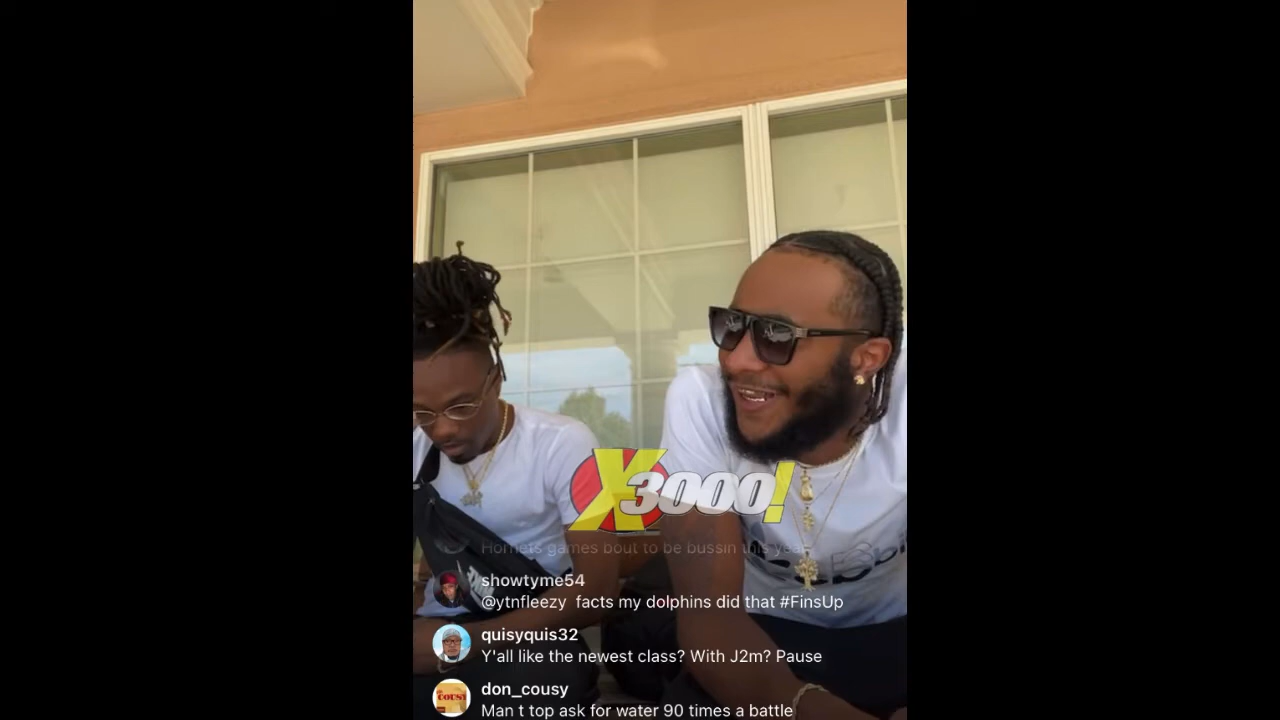 X3000!
Hornets games bout to be bussin this year
showtyme54
@ytnfleezy facts my dolphins did that #FinsUp
quisyquis32
Y'all like the newest class? With J2m? Pause
don_cousy
Man t top ask for water 90 times a battle